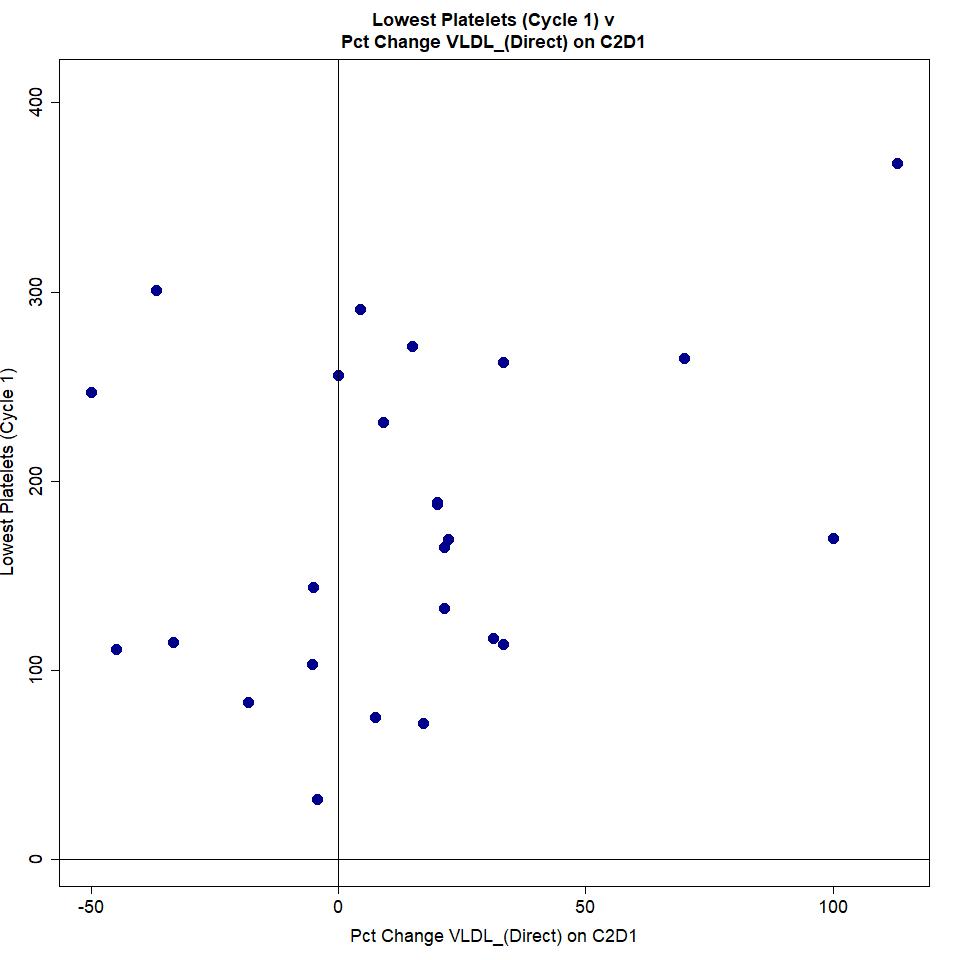 Lowest Platelets (Cycle 1) v
Pct Change VLDL_(Direct) on C2D1
400
300
200
100
0
Lowest Platelets (Cycle 1)
-50 0 50 100
Pct Change VLDL_(Direct) on C2D1